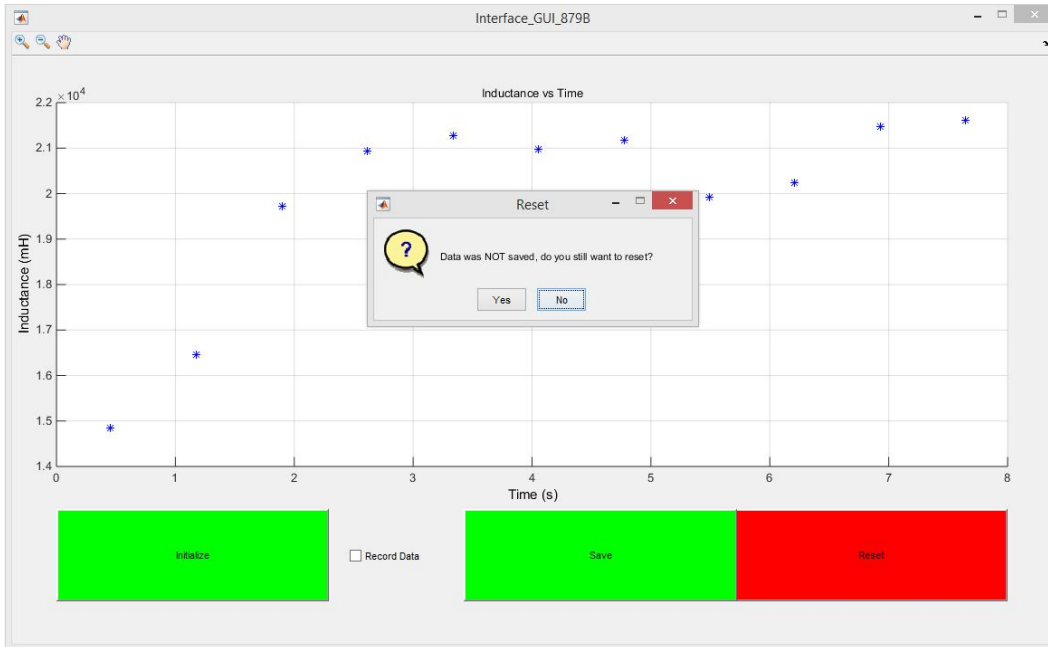 Interface_GUI_879B
Inductance vs Time
×10⁴
2.2
2.1
2
1.9
1.8
1.7
1.6
1.5
1.4
Inductance (mH)
0 1 2 3 4 5 6 7 8
Time (s)
Reset
?
Data was NOT saved, do you still want to reset?
Yes No
Initialize Record Data Save Reset